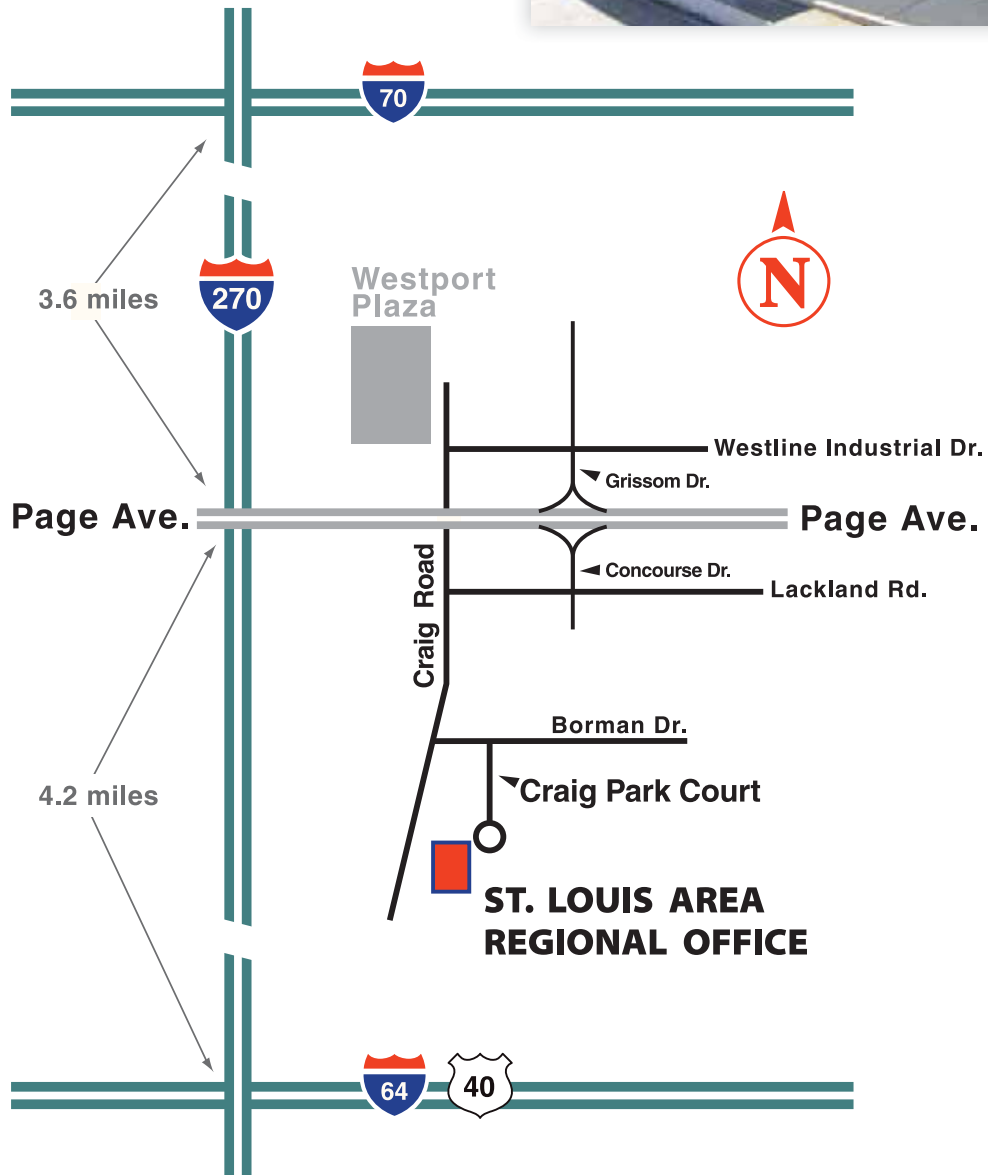 70
Westport
Plaza
N
3.6 miles
270
Westline Industrial Dr.
Grissom Dr.
Page Ave.
Page Ave.
Craig Road
Concourse Dr.
Lackland Rd.
Borman Dr.
Craig Park Court
4.2 miles
ST. LOUIS AREA
REGIONAL OFFICE
64
40